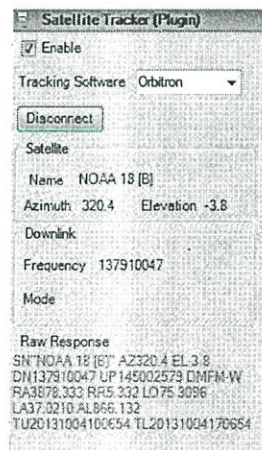 Satellite Tracker (Plugin)
Enable
Tracking Software Orbitron
Disconnect
Satellite
Name NOAA 18 [B]
Azimuth 320.4 Elevation -3.8
Downlink
Frequency 137910047
Mode
Raw Response
SN"NOAA 18 [B]" AZ320.4 EL-3.8
DN137910047 UP145002579 DMFM-W
RA3878.333 RR5.332 LO75.3096
LA37.0210 AL866.132
TU20131004100654 TL20131004170654